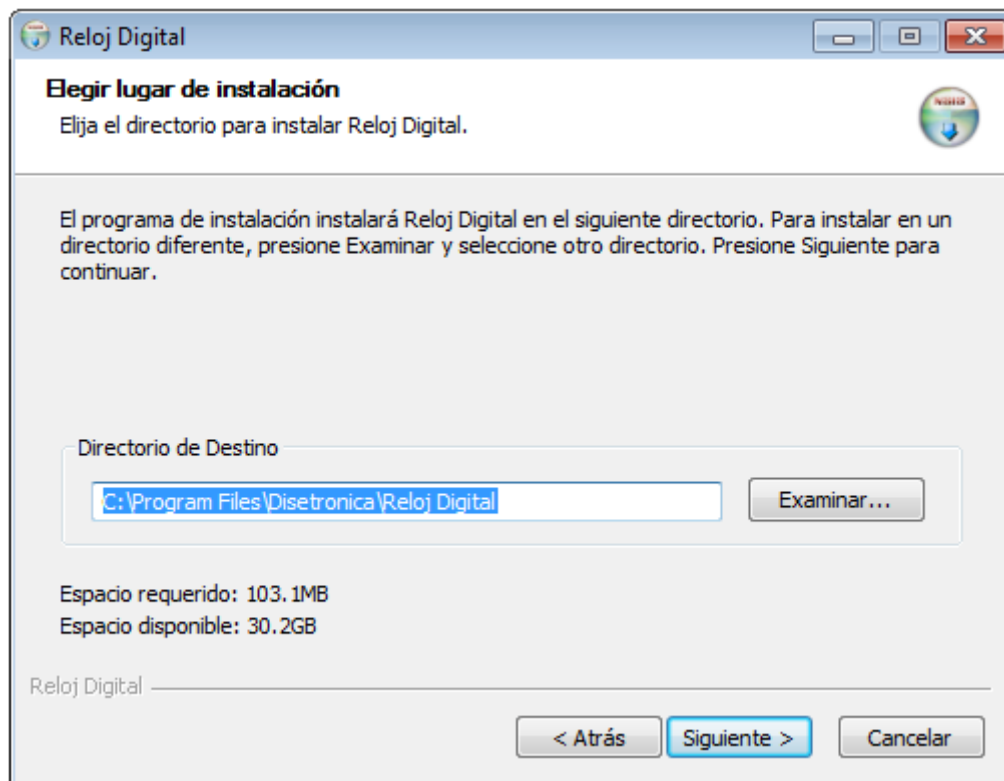 Reloj Digital
Elegir lugar de instalación
Elija el directorio para instalar Reloj Digital.
El programa de instalación instalará Reloj Digital en el siguiente directorio. Para instalar en un
directorio diferente, presione Examinar y seleccione otro directorio. Presione Siguiente para
continuar.
Directorio de Destino
C:\Program Files\Disetronica\Reloj Digital
Examinar...
Espacio requerido: 103.1MB
Espacio disponible: 30.2GB
Reloj Digital
< Atrás
Siguiente >
Cancelar